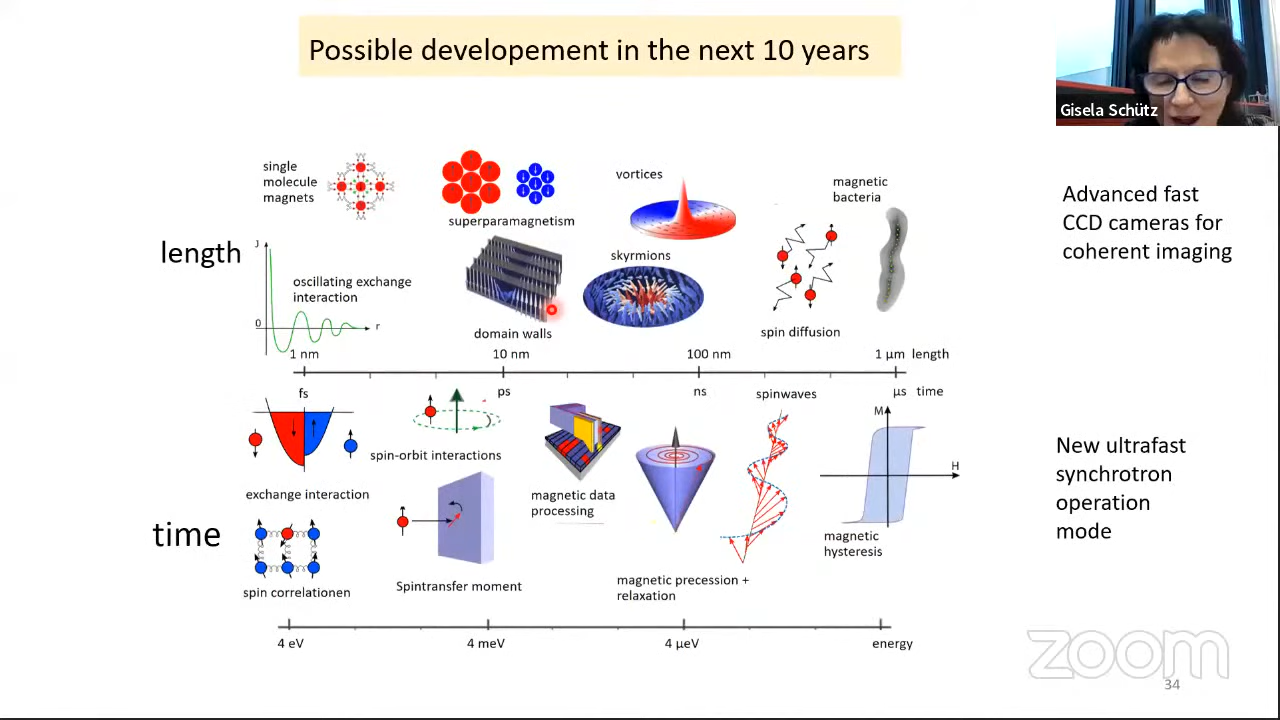 Possible developement in the next 10 years
Gisela Schütz
single
molecule
magnets
superparamagnetism
vortices
magnetic
bacteria
Advanced fast
CCD cameras for
coherent imaging
length
J
oscillating exchange
interaction
0
r
domain walls
skyrmions
spin diffusion
1 nm
10 nm
100 nm
1 μm length
fs
ps
ns
μs time
spinwaves
spin-orbit interactions
exchange interaction
magnetic data
processing
M
H
magnetic
hysteresis
New ultrafast
synchrotron
operation
mode
time
spin correlationen
Spintransfer moment
magnetic precession +
relaxation
4 eV
4 meV
4 μeV
energy
zoom
34